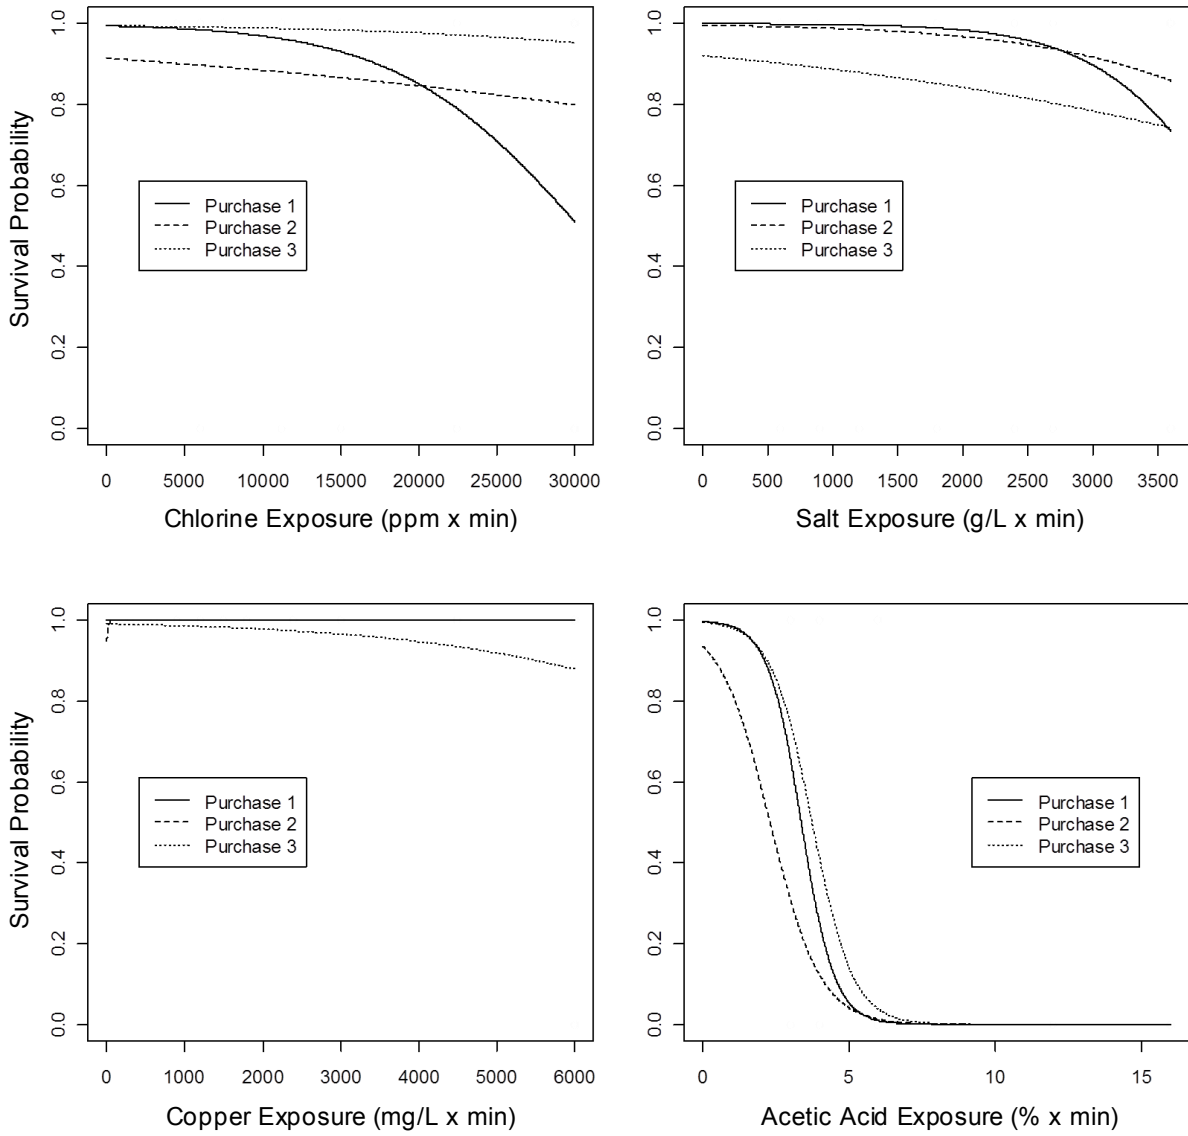 Survival Probability
1.0
0.8
0.6
0.4
0.2
0.0
Purchase 1
Purchase 2
Purchase 3
0 5000 10000 15000 20000 25000 30000
Chlorine Exposure (ppm x min)
1.0
0.8
0.6
0.4
0.2
0.0
Purchase 1
Purchase 2
Purchase 3
0 500 1000 1500 2000 2500 3000 3500
Salt Exposure (g/L x min)
Survival Probability
1.0
0.8
0.6
0.4
0.2
0.0
Purchase 1
Purchase 2
Purchase 3
0 1000 2000 3000 4000 5000 6000
Copper Exposure (mg/L x min)
1.0
0.8
0.6
0.4
0.2
0.0
Purchase 1
Purchase 2
Purchase 3
0 5 10 15
Acetic Acid Exposure (% x min)